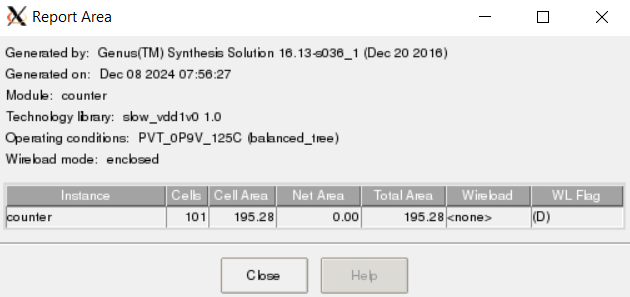 Report Area
Generated by: Genus(TM) Synthesis Solution 16.13-s036_1 (Dec 20 2016)
Generated on: Dec 08 2024 07:56:27
Module: counter
Technology library: slow_vdd1v0 1.0
Operating conditions: PVT_0P9V_125C (balanced_tree)
Wireload mode: enclosed
Instance Cells Cell Area Net Area Total Area Wireload WL Flag
counter 101 195.28 0.00 195.28 <none> (D)
Close Help